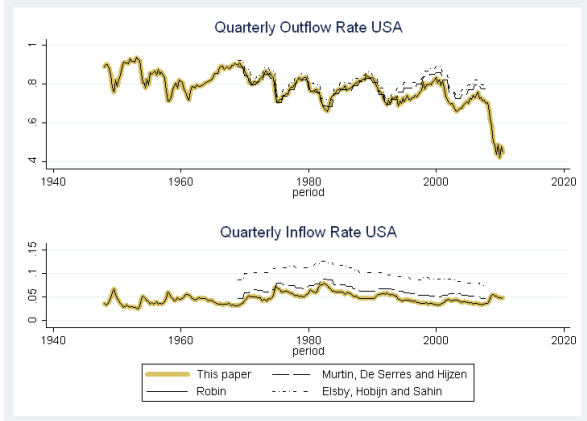 Quarterly Outflow Rate USA
1
.8
.6
.4
1940 1960 1980 2000 2020
period
Quarterly Inflow Rate USA
.15
.1
.05
0
1940 1960 1980 2000 2020
period
This paper Murtin, De Serres and Hijzen
Robin Elsby, Hobijn and Sahin